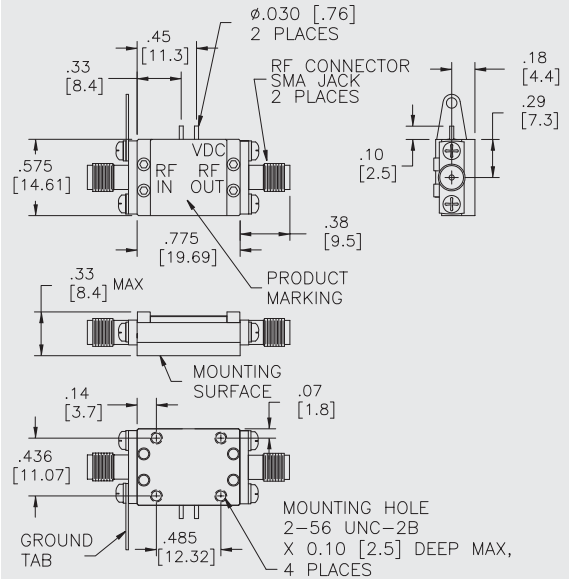 ø.030 [.76]
2 PLACES
.45
[11.3]
.33
[8.4]
RF CONNECTOR
SMA JACK
2 PLACES
.18
[4.4]
.29
[7.3]
.10
[2.5]
.575
[14.61]
VDC
RF
IN
RF
OUT
.775
[19.69]
.38
[9.5]
PRODUCT
MARKING
.33
[8.4] MAX
MOUNTING
SURFACE
.14
[3.7]
.07
[1.8]
.436
[11.07]
GROUND
TAB
.485
[12.32]
MOUNTING HOLE
2-56 UNC-2B
X 0.10 [2.5] DEEP MAX,
4 PLACES